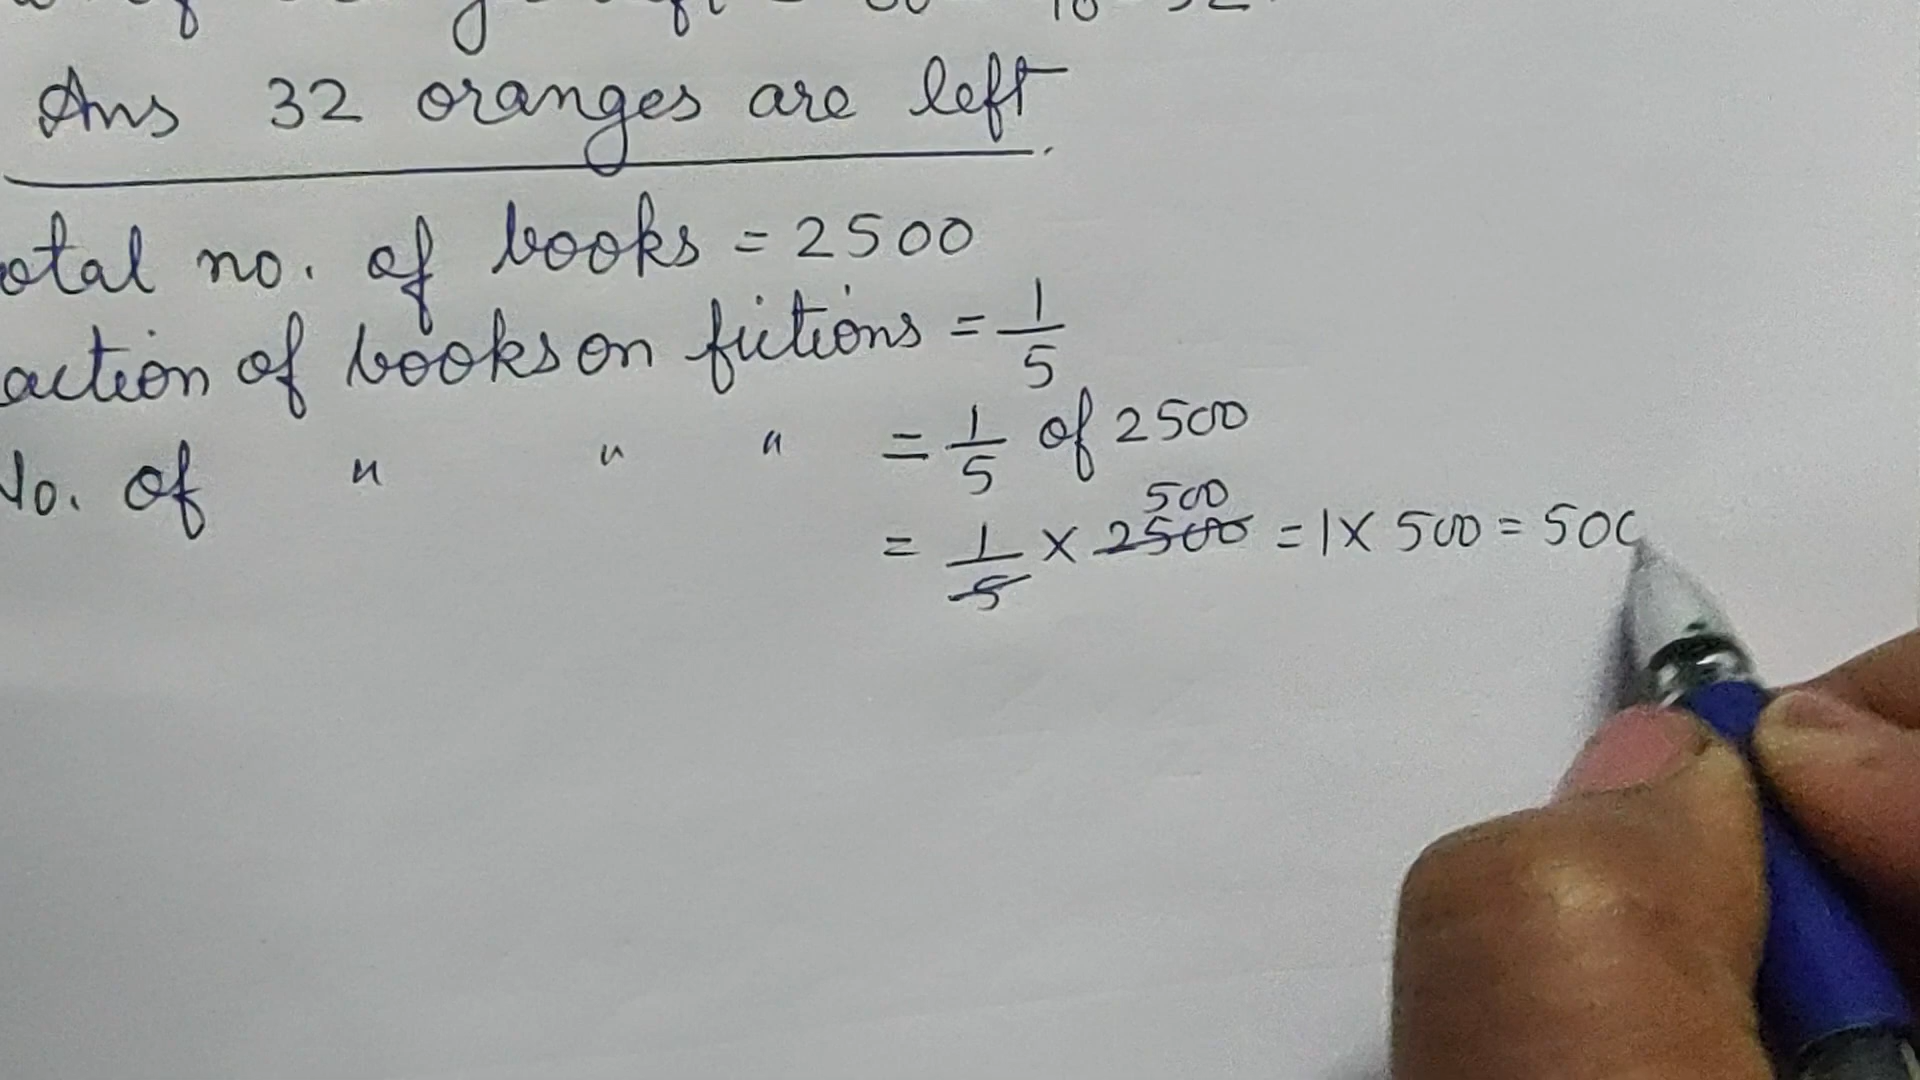 Ans 32 oranges are left
otal no. of books = 2500
action of books on fictions = 1/5
No. of " " " = 1/5 of 2500
500
= 1/5 × 2500 = 1 × 500 = 500